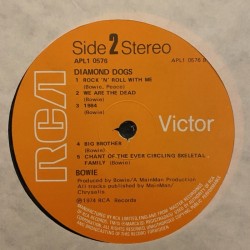 Side 2 Stereo
APL1 0576
APL1 0576 B
DIAMOND DOGS
1 ROCK 'N' ROLL WITH ME
(Bowie, Peace)
2 WE ARE THE DEAD
(Bowie)
3 1984
(Bowie)
RCA
Victor
4 BIG BROTHER
(Bowie)
5 CHANT OF THE EVER CIRCLING SKELETAL
FAMILY (Bowie)
BOWIE
Produced by Bowie/A MainMan Production
All tracks published by MainMan/
Chrysalis
℗1974 RCA Records